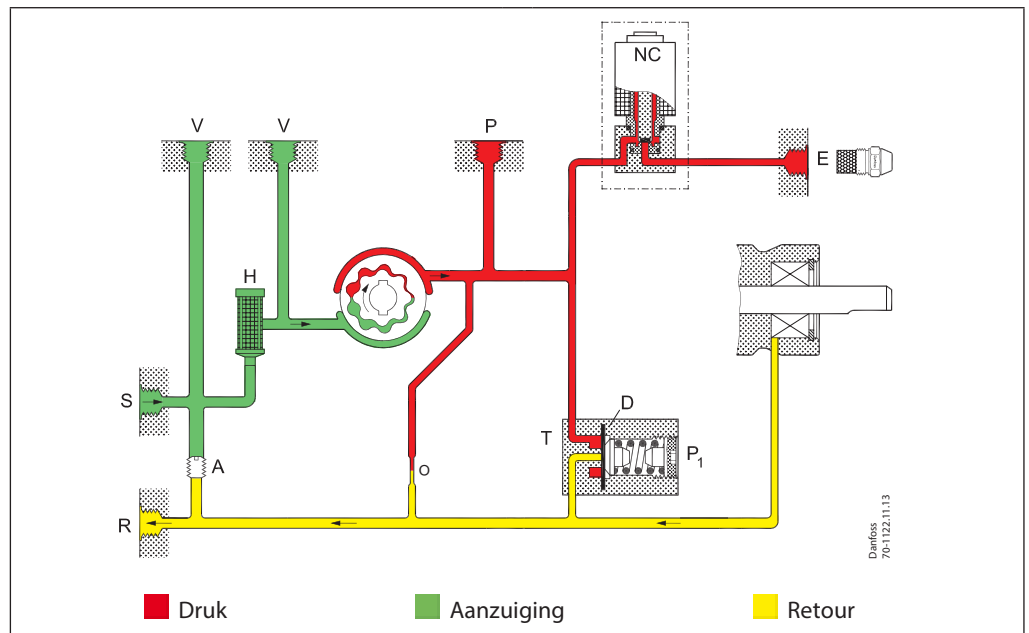 NC
V V P
E
H
S
D
T
P₁
A
O
R
Danfoss
70-1122.11.13
Druk Aanzuiging Retour